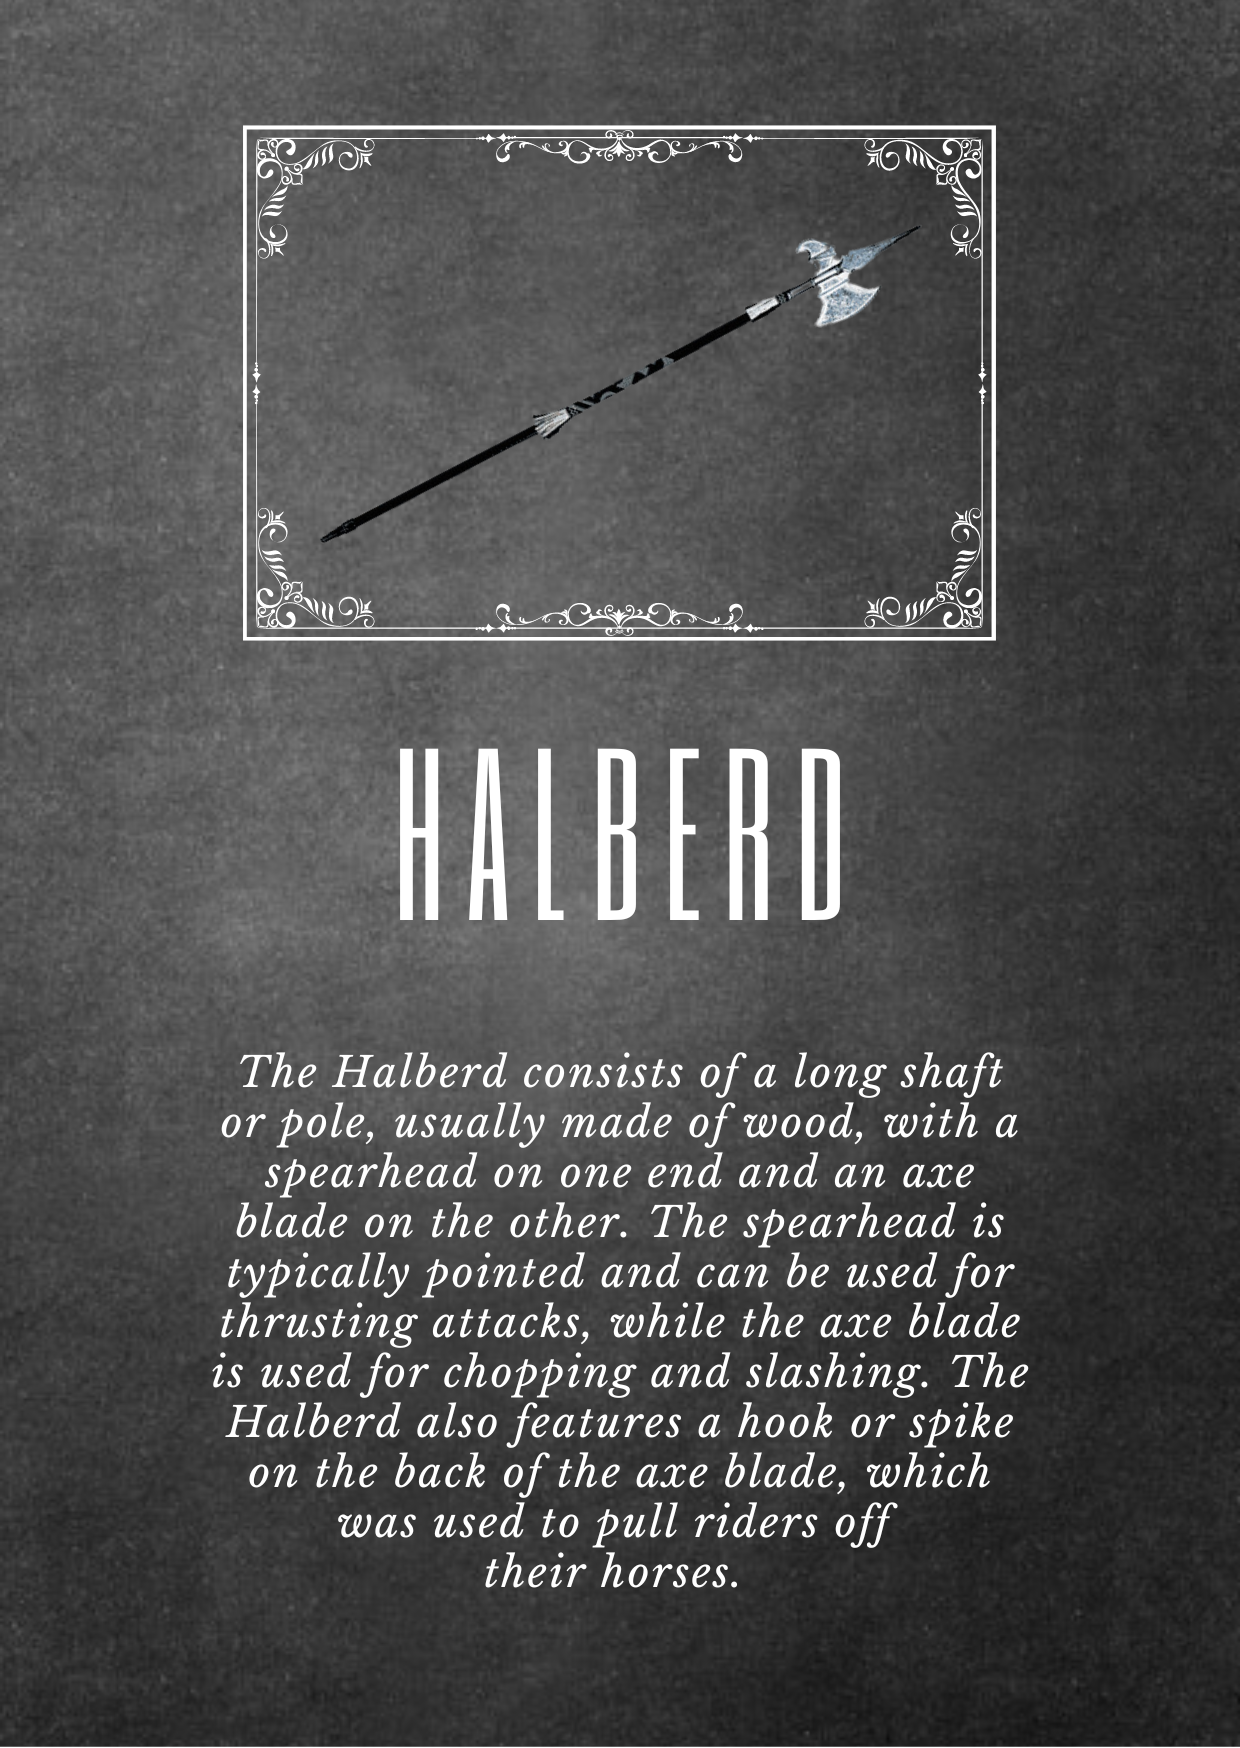 HALBERD
The Halberd consists of a long shaft
or pole, usually made of wood, with a
spearhead on one end and an axe
blade on the other. The spearhead is
typically pointed and can be used for
thrusting attacks, while the axe blade
is used for chopping and slashing. The
Halberd also features a hook or spike
on the back of the axe blade, which
was used to pull riders off
their horses.